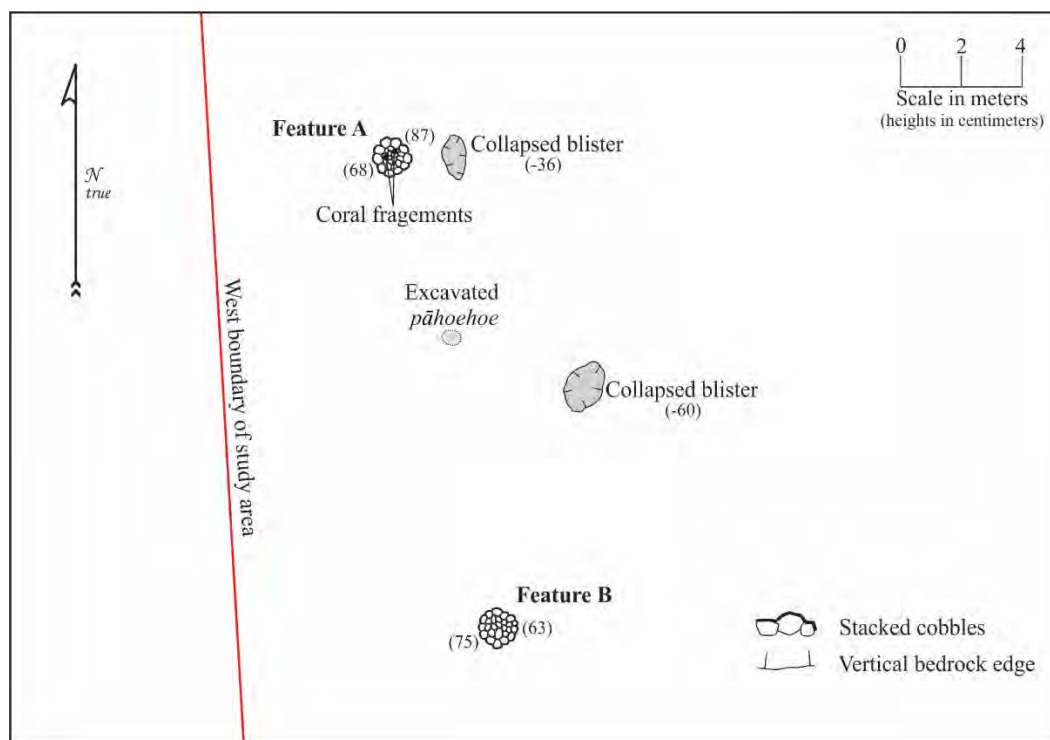 0 2 4
Scale in meters
(heights in centimeters)
Feature A
(87)
(68)
Collapsed blister
(-36)
Coral fragements
N
true
Excavated
pāhoehoe
West boundary of study area
Collapsed blister
(-60)
Feature B
(75)
(63)
Stacked cobbles
Vertical bedrock edge